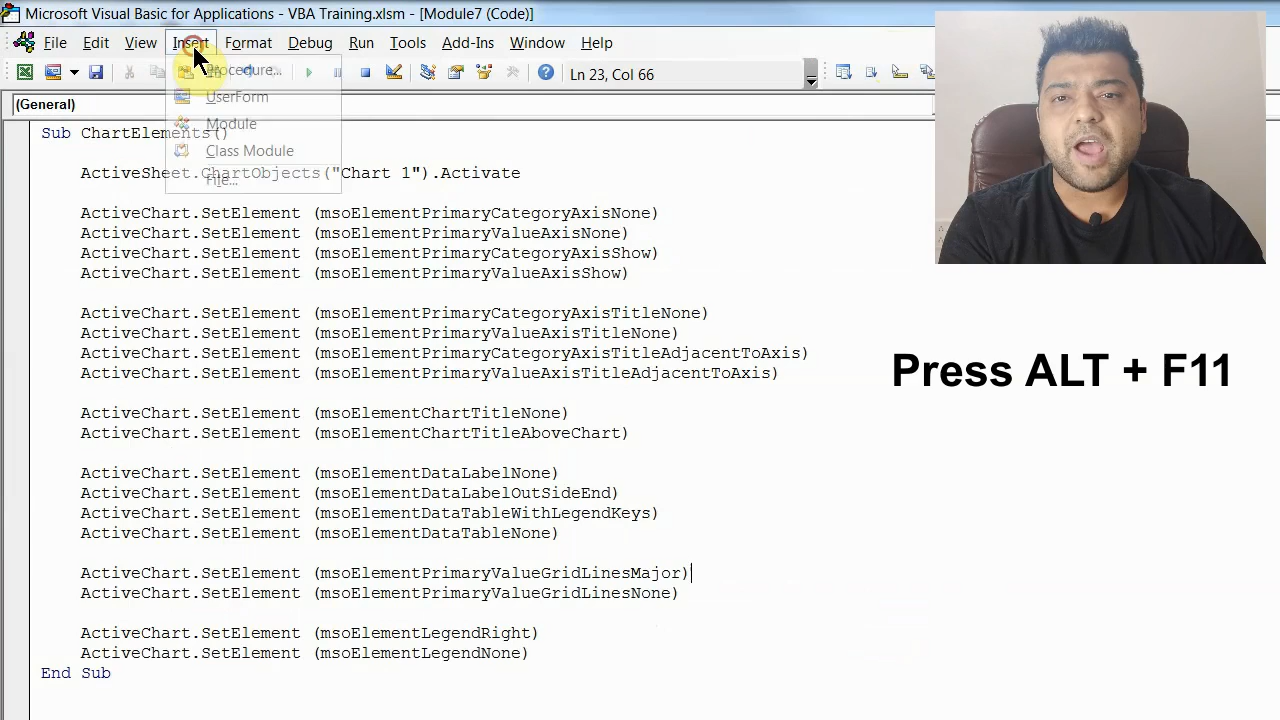 Microsoft Visual Basic for Applications - VBA Training.xlsm - [Module7 (Code)]
File Edit View Insert Format Debug Run Tools Add-Ins Window Help
Ln 23, Col 66
Procedure...
UserForm
Module
Class Module
File...
(General)
Sub ChartElements()
ActiveSheet.ChartObjects("Chart 1").Activate
ActiveChart.SetElement (msoElementPrimaryCategoryAxisNone)
ActiveChart.SetElement (msoElementPrimaryValueAxisNone)
ActiveChart.SetElement (msoElementPrimaryCategoryAxisShow)
ActiveChart.SetElement (msoElementPrimaryValueAxisShow)
ActiveChart.SetElement (msoElementPrimaryCategoryAxisTitleNone)
ActiveChart.SetElement (msoElementPrimaryValueAxisTitleNone)
ActiveChart.SetElement (msoElementPrimaryCategoryAxisTitleAdjacentToAxis)
ActiveChart.SetElement (msoElementPrimaryValueAxisTitleAdjacentToAxis)
Press ALT + F11
ActiveChart.SetElement (msoElementChartTitleNone)
ActiveChart.SetElement (msoElementChartTitleAboveChart)
ActiveChart.SetElement (msoElementDataLabelNone)
ActiveChart.SetElement (msoElementDataLabelOutSideEnd)
ActiveChart.SetElement (msoElementDataTableWithLegendKeys)
ActiveChart.SetElement (msoElementDataTableNone)
ActiveChart.SetElement (msoElementPrimaryValueGridLinesMajor)
ActiveChart.SetElement (msoElementPrimaryValueGridLinesNone)
ActiveChart.SetElement (msoElementLegendRight)
ActiveChart.SetElement (msoElementLegendNone)
End Sub